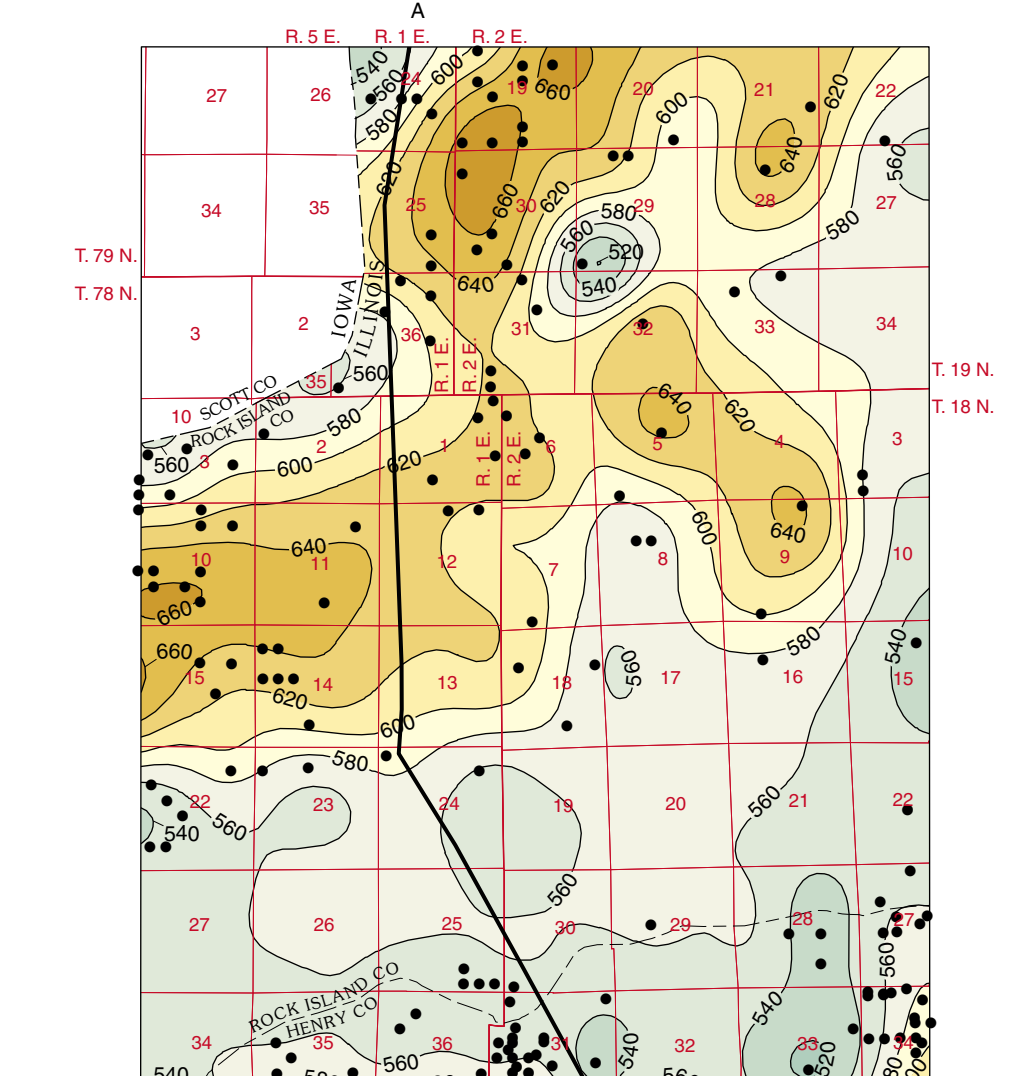 A
R. 5 E. R. 1 E. R. 2 E.
540 24 600
27 26 560 19 660 20 21 620 22
580 600
640 560
620
34 35 25 660 30 620 29 28 27
580
560 580
T. 79 N. 520
T. 78 N. 640 540
IOWA
ILLINOIS
3 2 36 31 32 33 34
R. 1 E. R. 2 E.
35 560 T. 19 N.
SCOTT CO
ROCK ISLAND CO
10 580 640 620 T. 18 N.
3 2 1 R. 1 E. R. 2 E. 6 5 4 3
560 600 620
640 600 640
10 11 12 7 8 9 10
660
660 580 540
15 14 13 18 560 17 16 15
620
600
580
22 23 24 19 20 560 21 22
560
540
560
27 26 25 30 29 28 27
560
ROCK ISLAND CO
HENRY CO
540
34 35 36 31 540 32 33 34
560 520
540